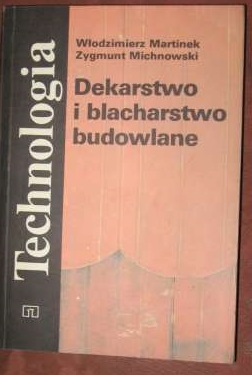 Włodzimierz Martinek
Zygmunt Michnowski
Dekarstwo
i blacharstwo
budowlane
Technologia